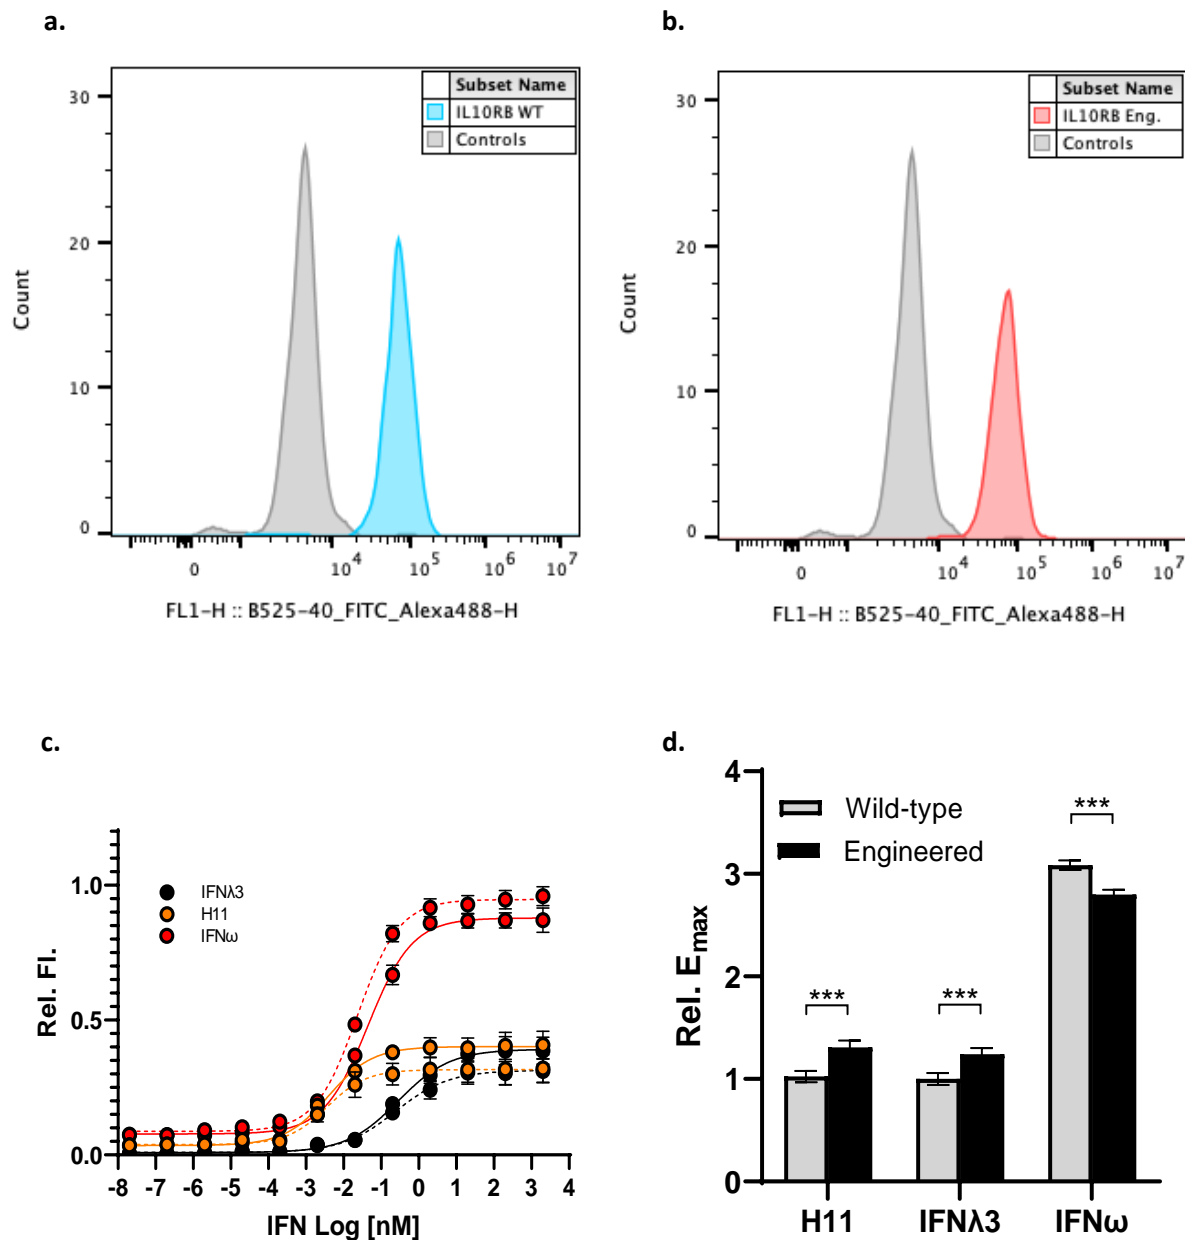 a.
30
20
10
0
Count
Subset Name
IL10RB WT
Controls
0 10^4 10^5 10^6 10^7
FL1-H :: B525-40_FITC_Alexa488-H
b.
30
20
10
0
Count
Subset Name
IL10RB Eng.
Controls
0 10^4 10^5 10^6 10^7
FL1-H :: B525-40_FITC_Alexa488-H
c.
1.0
0.5
0.0
Rel. Fl.
IFNλ3
H11
IFNω
-8 -7 -6 -5 -4 -3 -2 -1 0 1 2 3 4
IFN Log [nM]
d.
4
3
2
1
0
Rel. Emax
Wild-type
Engineered
***
***
***
H11 IFNλ3 IFNω